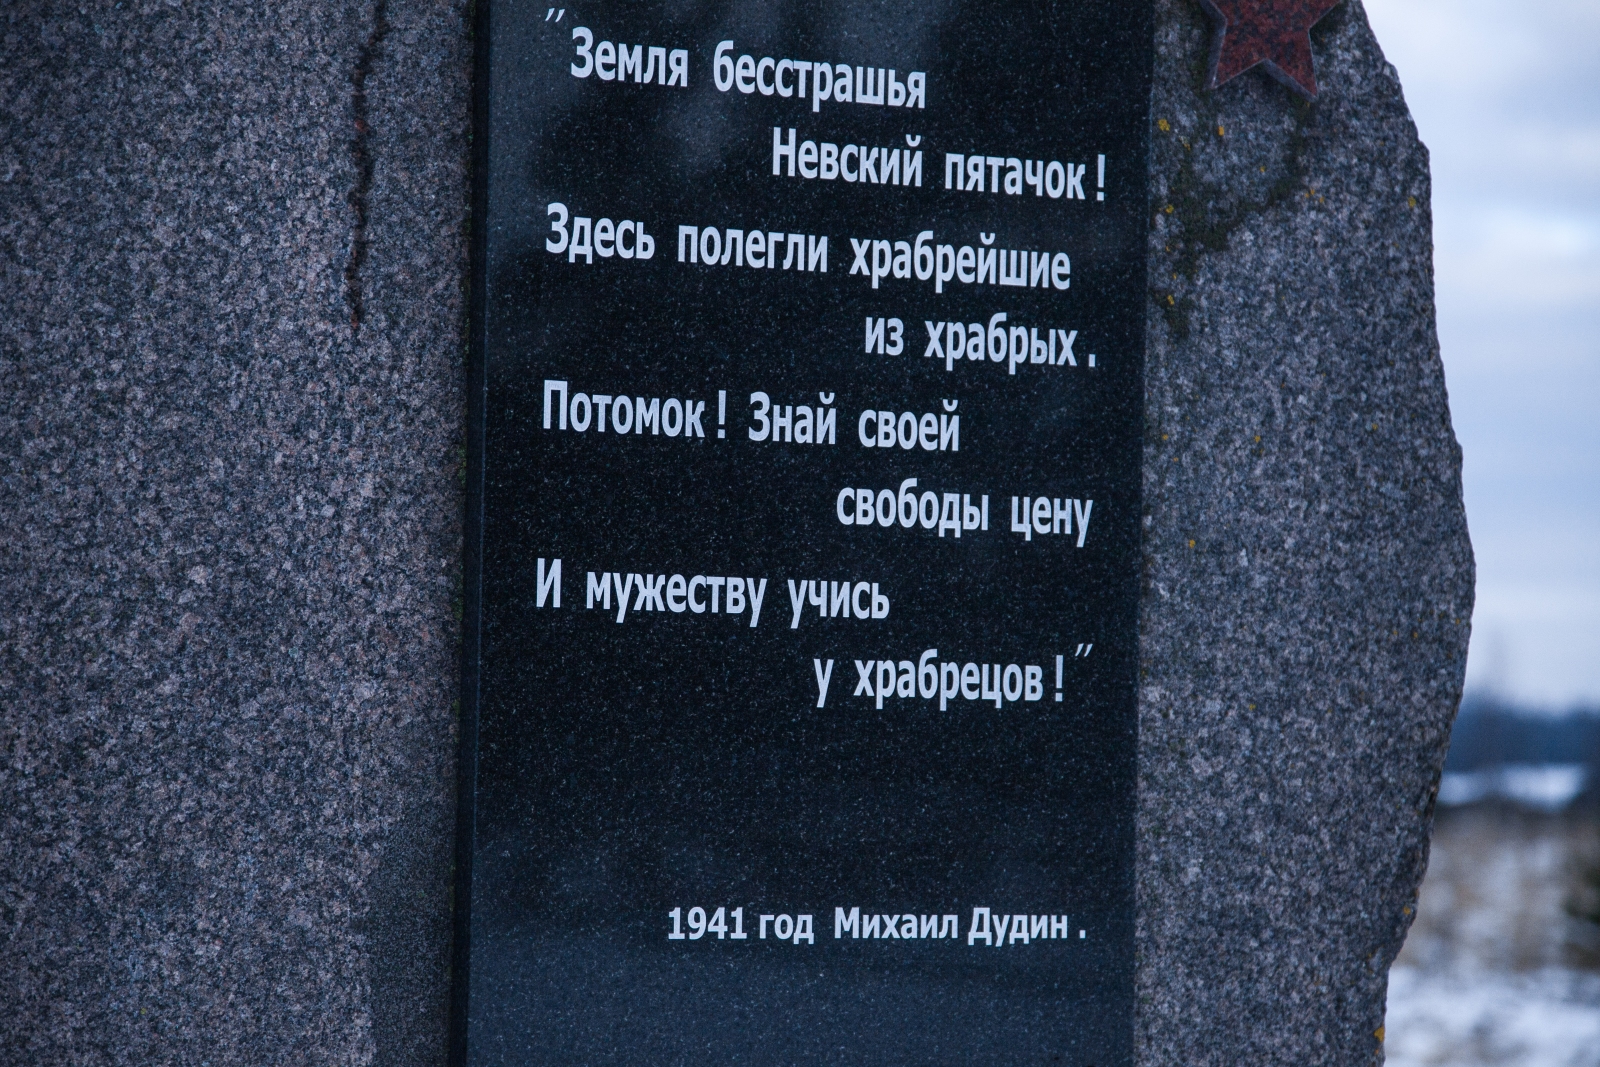 "Земля бесстрашья
Невский пятачок!
Здесь полегли храбрейшие
из храбрых.
Потомок! Знай своей
свободы цену
И мужеству учись
у храбрецов!"
1941 год Михаил Дудин.